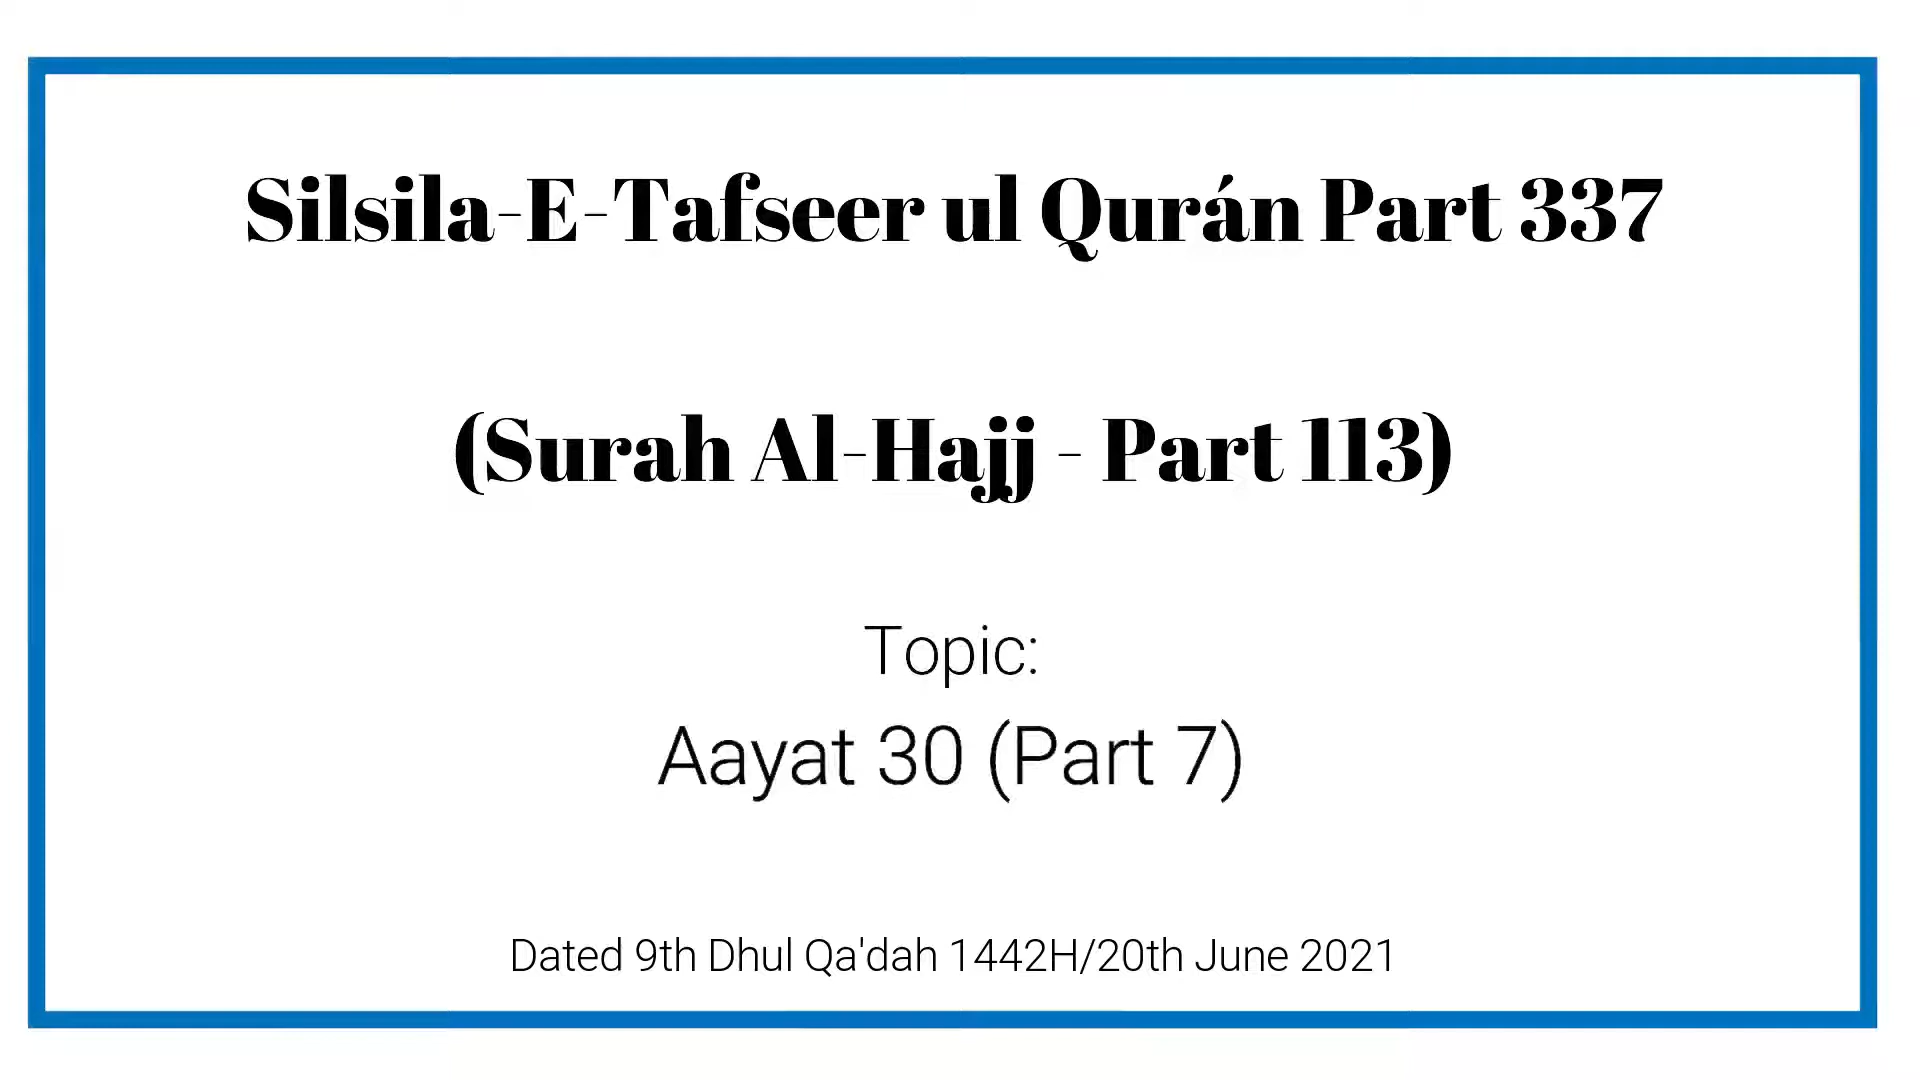 Silsila-E-Tafseer ul Qurán Part 337
(Surah Al-Hajj - Part 113)
Topic:
Aayat 30 (Part 7)
Dated 9th Dhul Qa'dah 1442H/20th June 2021